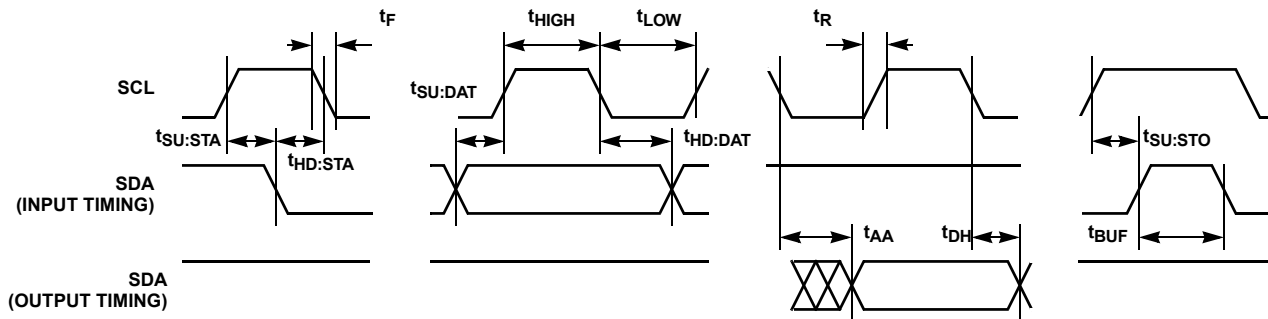 tF
tHIGH
tLOW
tR
SCL
tSU:DAT
tSU:STA
tHD:STA
tHD:DAT
tSU:STO
SDA
(INPUT TIMING)
tAA
tDH
tBUF
SDA
(OUTPUT TIMING)